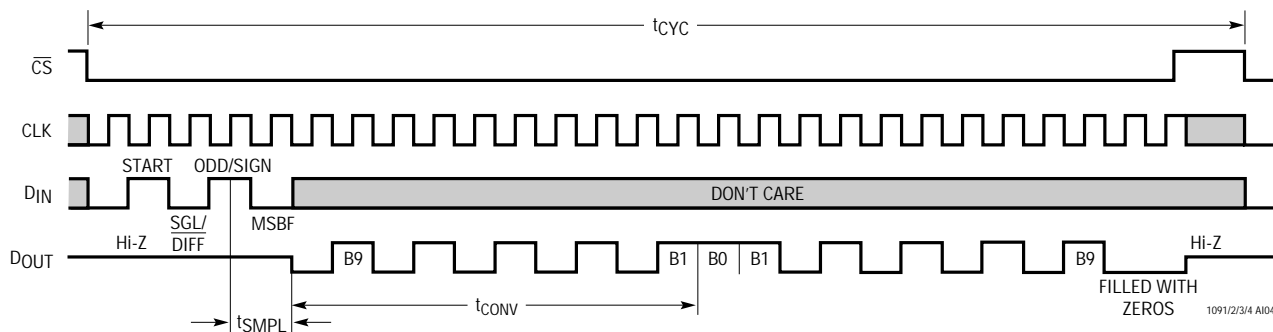 tCYC
CS
CLK
START
ODD/SIGN
DIN
DON'T CARE
SGL/
DIFF
MSBF
Hi-Z
DOUT
B9
B1
B0
B1
B9
Hi-Z
FILLED WITH
ZEROS
tCONV
tSMPL
1091/2/3/4 AI04